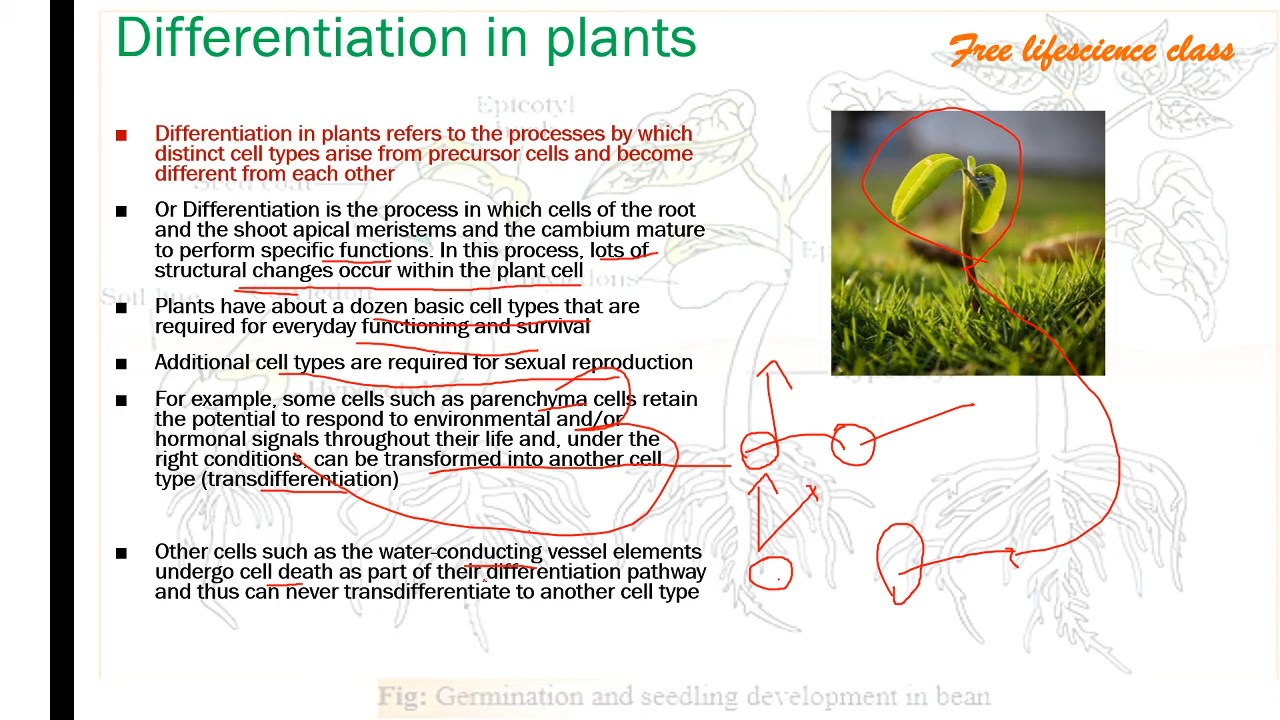 Differentiation in plants
Free lifescience class
Differentiation in plants refers to the processes by which
distinct cell types arise from precursor cells and become
different from each other
Or Differentiation is the process in which cells of the root
and the shoot apical meristems and the cambium mature
to perform specific functions. In this process, lots of
structural changes occur within the plant cell
Plants have about a dozen basic cell types that are
required for everyday functioning and survival
Additional cell types are required for sexual reproduction
For example, some cells such as parenchyma cells retain
the potential to respond to environmental and/or
hormonal signals throughout their life and, under the
right conditions, can be transformed into another cell
type (transdifferentiation)
Other cells such as the water-conducting vessel elements
undergo cell death as part of their differentiation pathway
and thus can never transdifferentiate to another cell type
Epicotyl
Seed coat
Soil line
Cotyledon
Fig: Germination and seedling development in bean